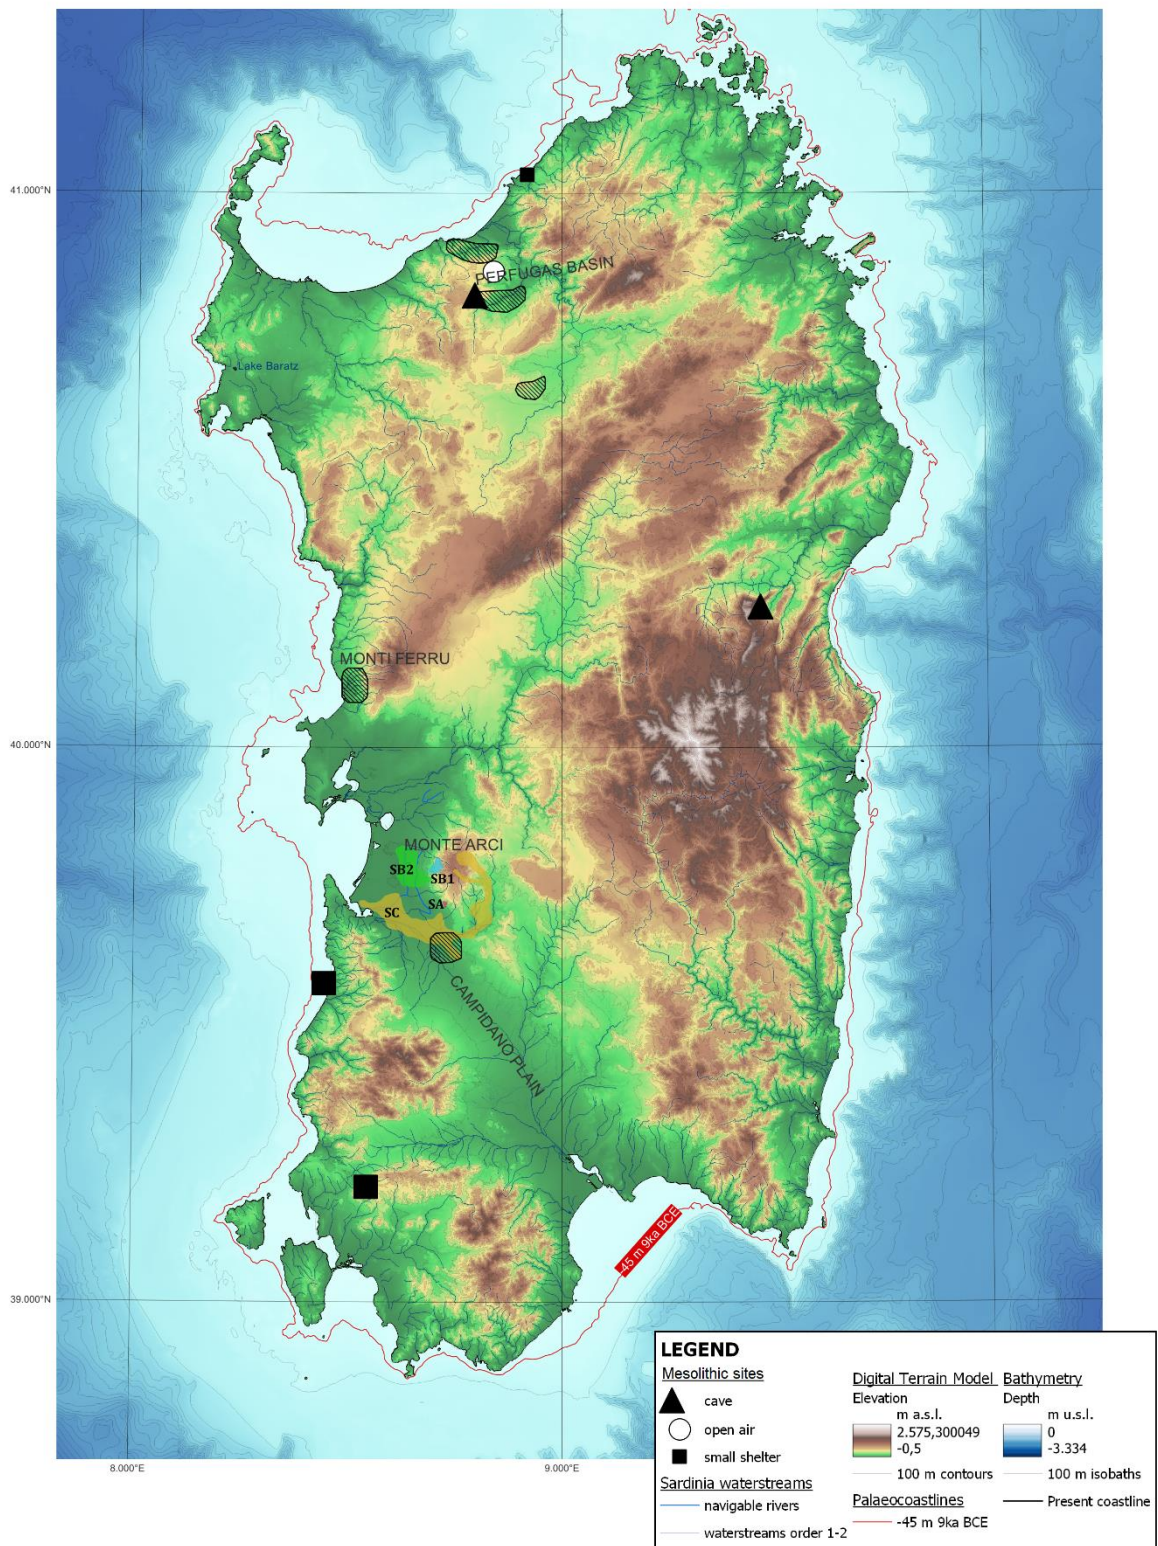 41.000°N
PERFUGAS BASIN
Lake Baratz
MONTI FERRU
40.000°N
MONTE ARCI
SB2
SB1
SA
SC
CAMPIDANO PLAIN
-45 m 9ka BCE
39.000°N
8.000°E
9.000°E
LEGEND
Mesolithic sites
cave
open air
small shelter
Sardinia waterstreams
navigable rivers
waterstreams order 1-2
Digital Terrain Model
Elevation
m a.s.l.
2.575,300049
-0,5
100 m contours
Palaeocoastlines
-45 m 9ka BCE
Bathymetry
Depth
m u.s.l.
0
-3.334
100 m isobaths
Present coastline